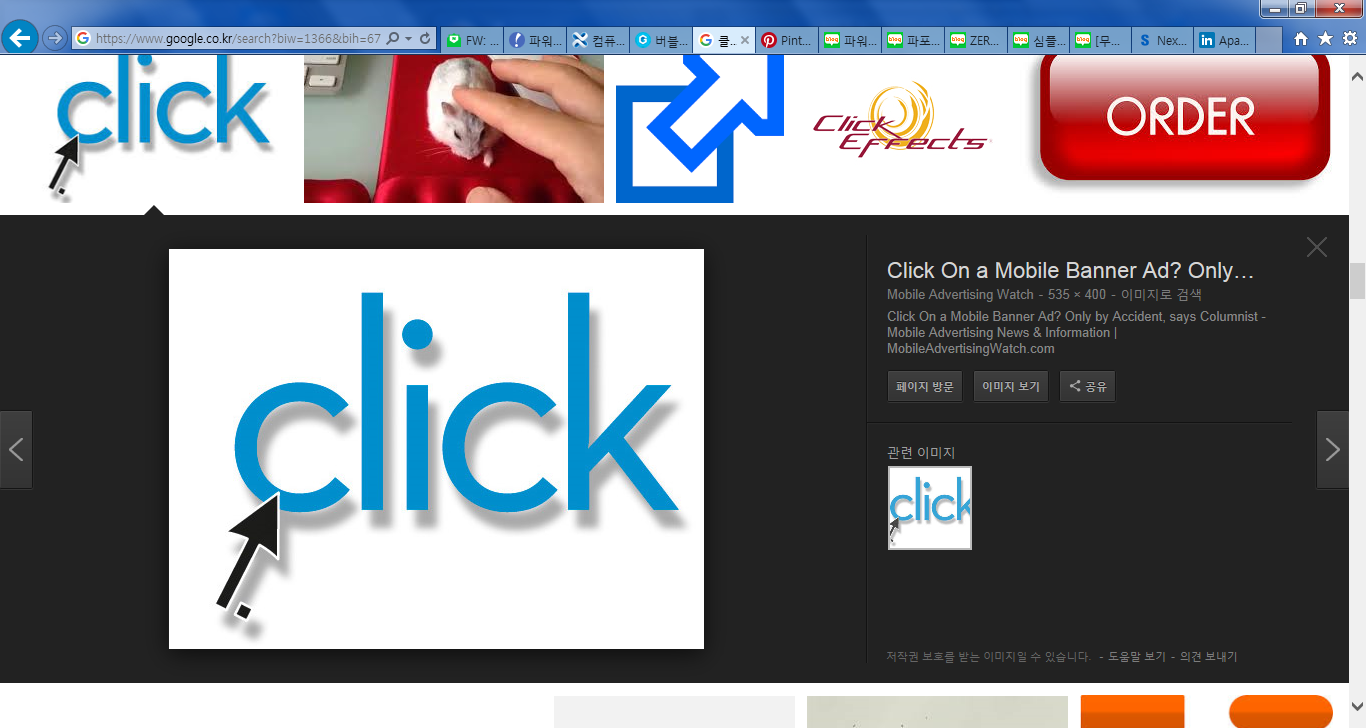 https://www.google.co.kr/search?biw=1366&bih=67
FW: ...
파워...
컴퓨...
버블...
클...
Pint...
파워...
파포...
ZER...
심플...
[무...
Nex...
Apa...
click
Click Effects
ORDER
click
Click On a Mobile Banner Ad? Only…
Mobile Advertising Watch - 535 × 400 - 이미지로 검색
Click On a Mobile Banner Ad? Only by Accident, says Columnist -
Mobile Advertising News & Information |
MobileAdvertisingWatch.com
페이지 방문
이미지 보기
공유
관련 이미지
click
저작권 보호를 받는 이미지일 수 있습니다. - 도움말 보기 - 의견 보내기